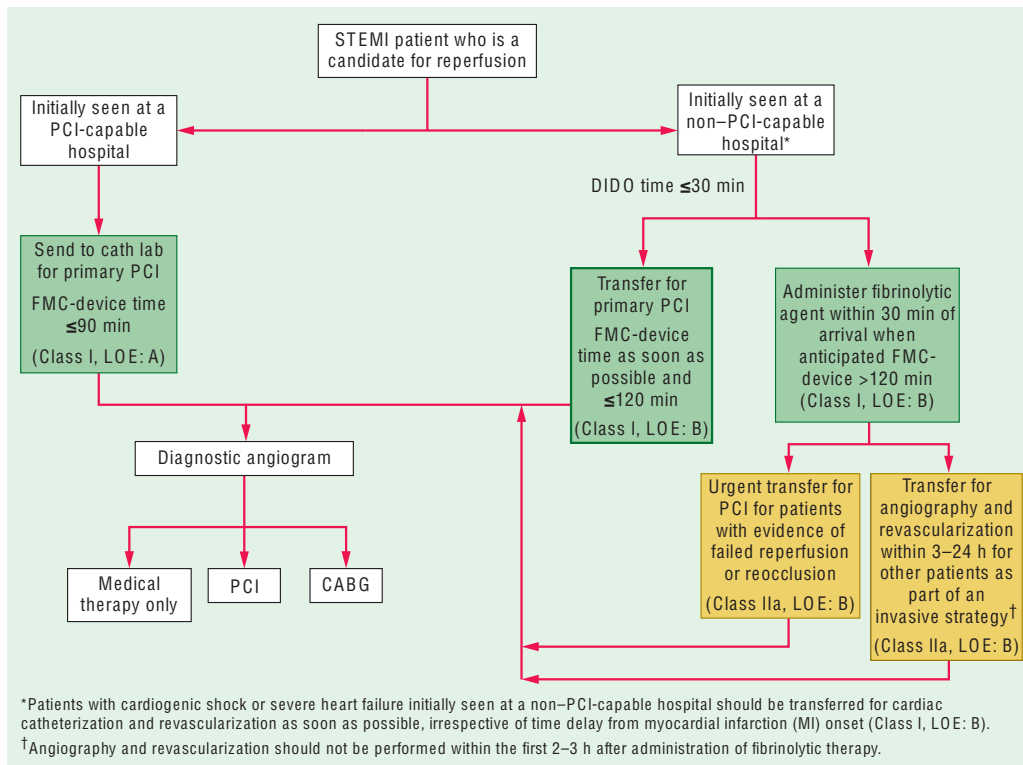 STEMI patient who is a
candidate for reperfusion
Initially seen at a
PCI-capable
hospital
Initially seen at a
non–PCI-capable
hospital*
DIDO time ≤30 min
Send to cath lab
for primary PCI
FMC-device time
≤90 min
(Class I, LOE: A)
Transfer for
primary PCI
FMC-device
time as soon as
possible and
≤120 min
(Class I, LOE: B)
Administer fibrinolytic
agent within 30 min of
arrival when
anticipated FMC-
device >120 min
(Class I, LOE: B)
Diagnostic angiogram
Medical
therapy only
PCI
CABG
Urgent transfer for
PCI for patients
with evidence of
failed reperfusion
or reocclusion
(Class IIa, LOE: B)
Transfer for
angiography and
revascularization
within 3–24 h for
other patients as
part of an
invasive strategy†
(Class IIa, LOE: B)
*Patients with cardiogenic shock or severe heart failure initially seen at a non–PCI-capable hospital should be transferred for cardiac
catheterization and revascularization as soon as possible, irrespective of time delay from myocardial infarction (MI) onset (Class I, LOE: B).
†Angiography and revascularization should not be performed within the first 2–3 h after administration of fibrinolytic therapy.